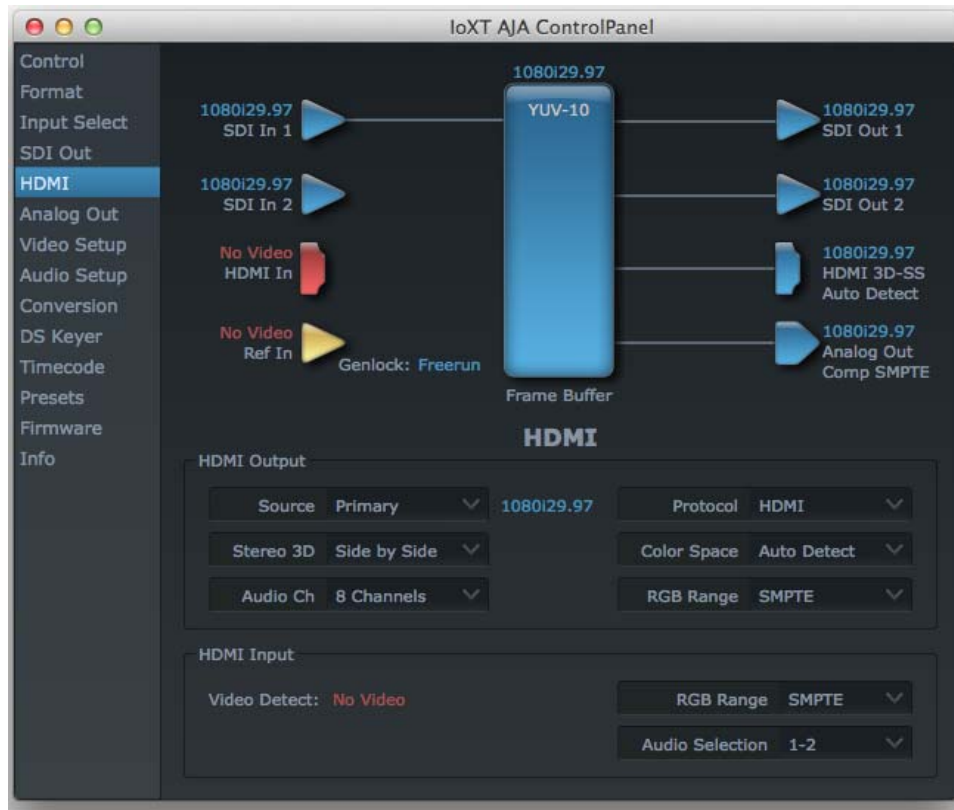 IoXT AJA ControlPanel
Control
Format
Input Select
SDI Out
HDMI
Analog Out
Video Setup
Audio Setup
Conversion
DS Keyer
Timecode
Presets
Firmware
Info
1080i29.97
YUV-10
Frame Buffer
1080i29.97
SDI In 1
1080i29.97
SDI In 2
No Video
HDMI In
No Video
Ref In
Genlock: Freerun
1080i29.97
SDI Out 1
1080i29.97
SDI Out 2
1080i29.97
HDMI 3D-SS
Auto Detect
1080i29.97
Analog Out
Comp SMPTE
HDMI
HDMI Output
Source Primary 1080i29.97 Protocol HDMI
Stereo 3D Side by Side Color Space Auto Detect
Audio Ch 8 Channels RGB Range SMPTE
HDMI Input
Video Detect: No Video RGB Range SMPTE
Audio Selection 1-2